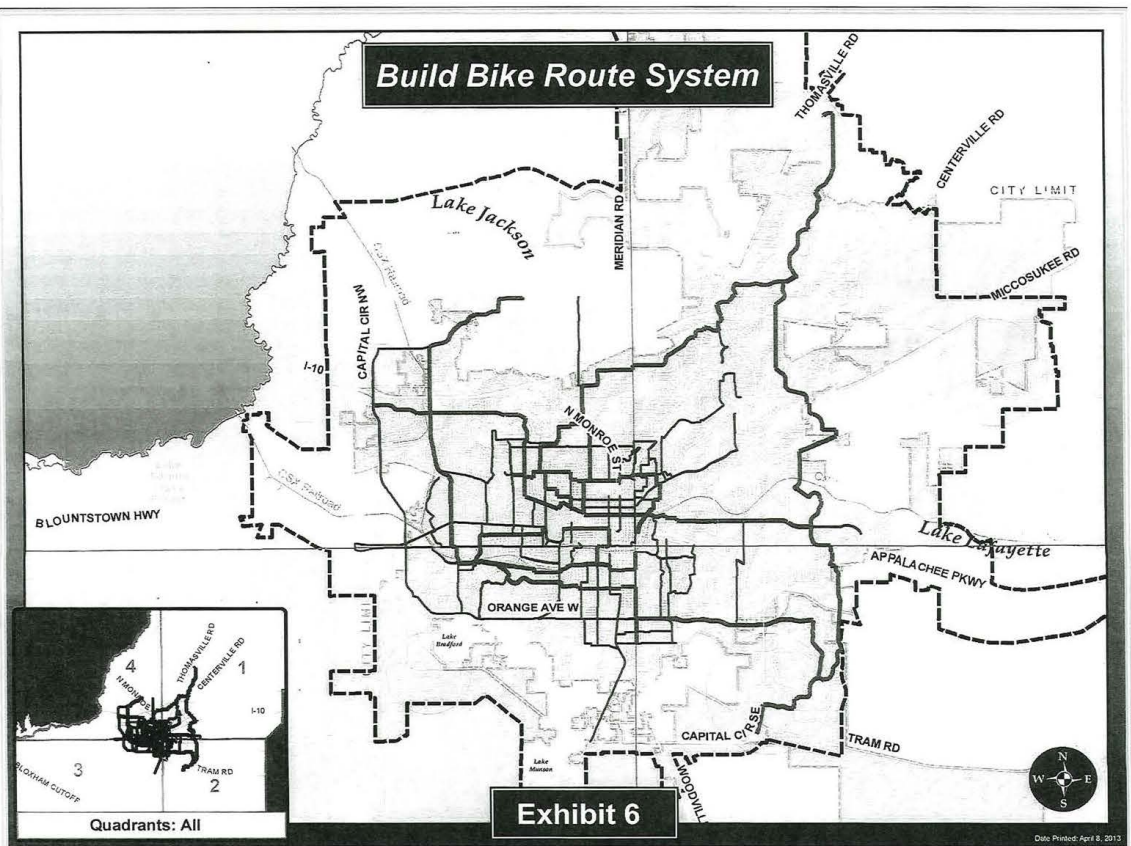 Build Bike Route System
THOMASVILLE RD
CENTERVILLE RD
CITY LIMIT
Lake Jackson
MERIDIAN RD
MICCOSUKEE RD
CSX Railroad
CAPITAL CIR NW
I-10
N MONROE ST
CSX Railroad
BLOUNTSTOWN HWY
Lake Lafayette
APPALACHEE PKWY
ORANGE AVE W
CITY LIMIT
Lake
Bradford
CAPITAL CIR SE
TRAM RD
Lake
Munson
WOODVILL
4
THOMASVILLE RD
CENTERVILLE RD
1
N MONROE
I-10
3
TRAM RD
2
BLOXHAM CUTOFF
Quadrants: All
Exhibit 6
N
W
E
S
Date Printed: April 8, 2013